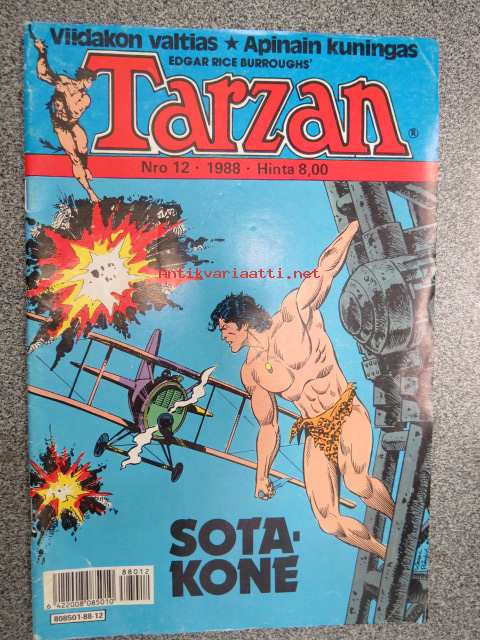 Viidakon valtias ★ Apinain kuningas
EDGAR RICE BURROUGHS'
Tarzan®
Nro 12 · 1988 · Hinta 8,00
antikvariaatti.net
SOTA-
KONE
88012
6 422008 085010
808501-88-12